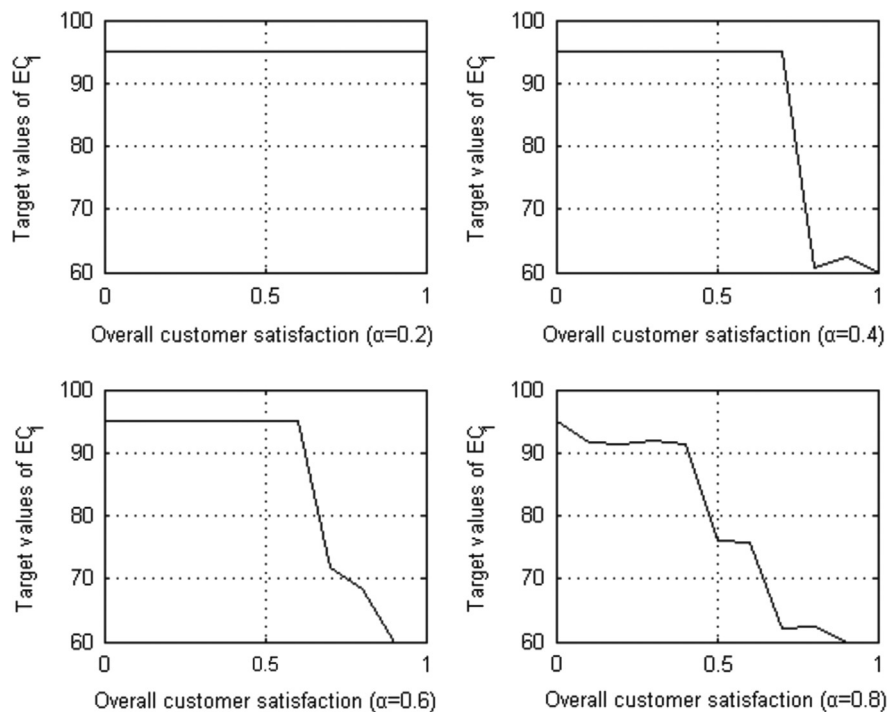 100
90
80
70
60
Target values of EC₁
0 0.5 1
Overall customer satisfaction (α=0.2)
100
90
80
70
60
Target values of EC₁
0 0.5 1
Overall customer satisfaction (α=0.4)
100
90
80
70
60
Target values of EC₁
0 0.5 1
Overall customer satisfaction (α=0.6)
100
90
80
70
60
Target values of EC₁
0 0.5 1
Overall customer satisfaction (α=0.8)